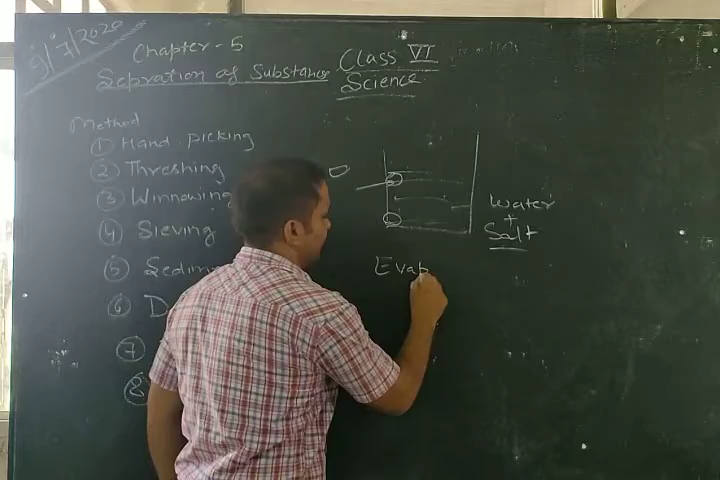 9/7/2020
Chapter - 5
Sepration of Substance
Class VI
Science
Method
① Hand picking
② Threshing
③ Winnowing
④ Sieving
⑤ Sedim
⑥ D
⑦
⑧
Water
+
Salt
Evap